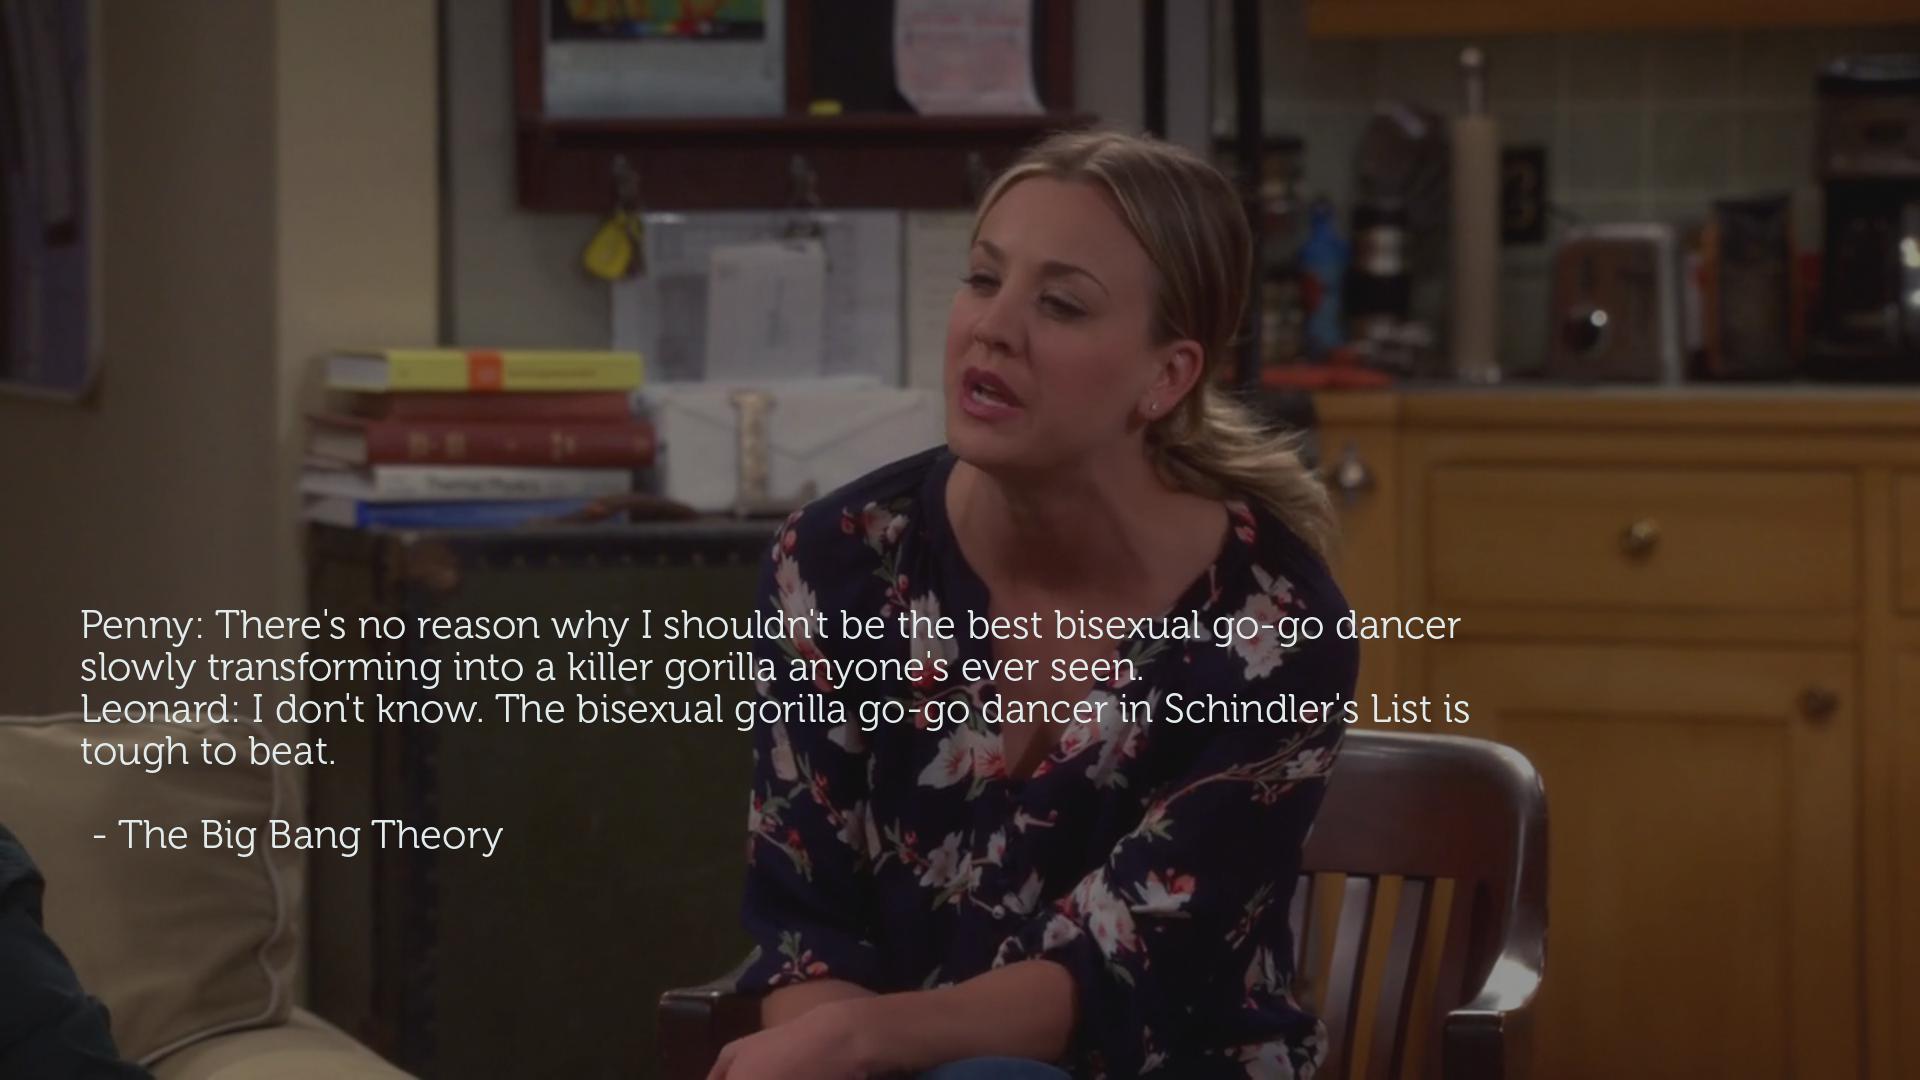 Penny: There's no reason why I shouldn't be the best bisexual go-go dancer
slowly transforming into a killer gorilla anyone's ever seen.
Leonard: I don't know. The bisexual gorilla go-go dancer in Schindler's List is
tough to beat.
- The Big Bang Theory